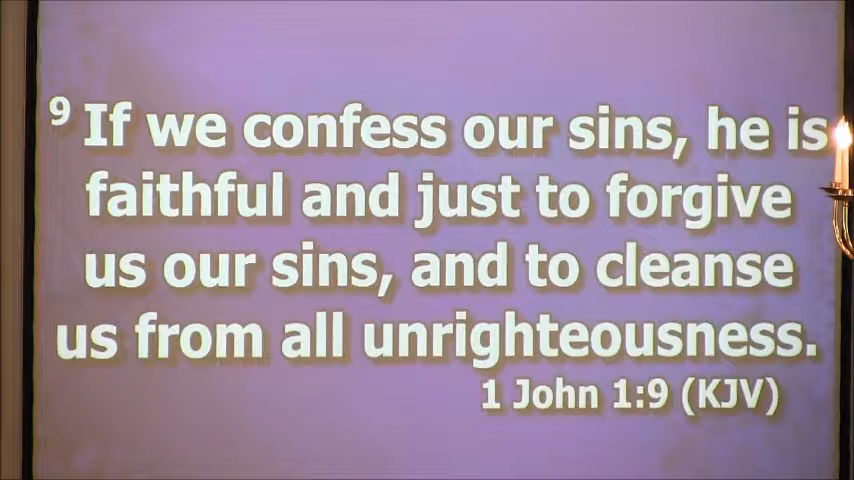 9 If we confess our sins, he is
faithful and just to forgive
us our sins, and to cleanse
us from all unrighteousness.
1 John 1:9 (KJV)